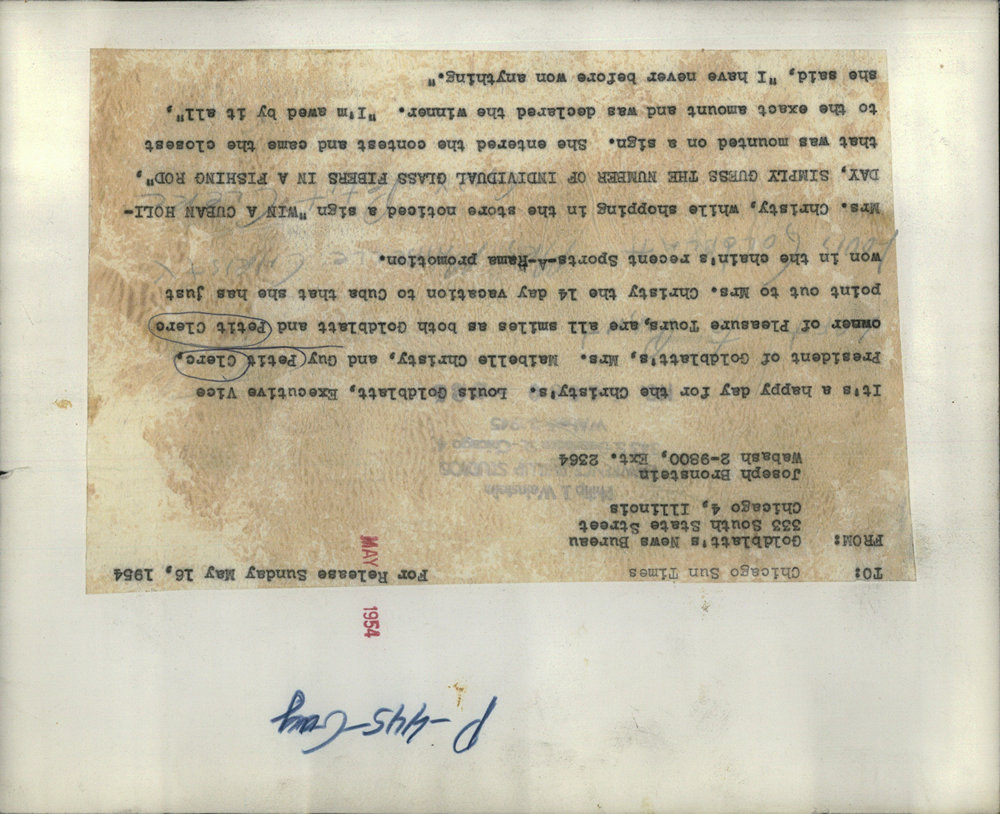 TO: Chicago Sun Times For Release Sunday May 16, 1954
FROM: Goldblatt's News Bureau
333 South State Street
Chicago 4, Illinois
Joseph Bronstein
Wabash 2-9800, Ext. 2364
It's a happy day for the Christy's. Louis Goldblatt, Executive Vice
President of Goldblatt's, Mrs. Maibelle Christy, and Guy Petit Clerc,
owner of Pleasure Tours, are all smiles as both Goldblatt and Petit Clerc
point out to Mrs. Christy the 14 day vacation to Cuba that she has just
won in the chain's recent Sports-A-Rama promotion.
Mrs. Christy, while shopping in the store noticed a sign "WIN A CUBAN HOLI-
DAY, SIMPLY GUESS THE NUMBER OF INDIVIDUAL GLASS FIBERS IN A FISHING ROD",
that was mounted on a sign. She entered the contest and came the closest
to the exact amount and was declared the winner. "I'm awed by it all",
she said, "I have never before won anything."
MAY 1954
P-445-Gary